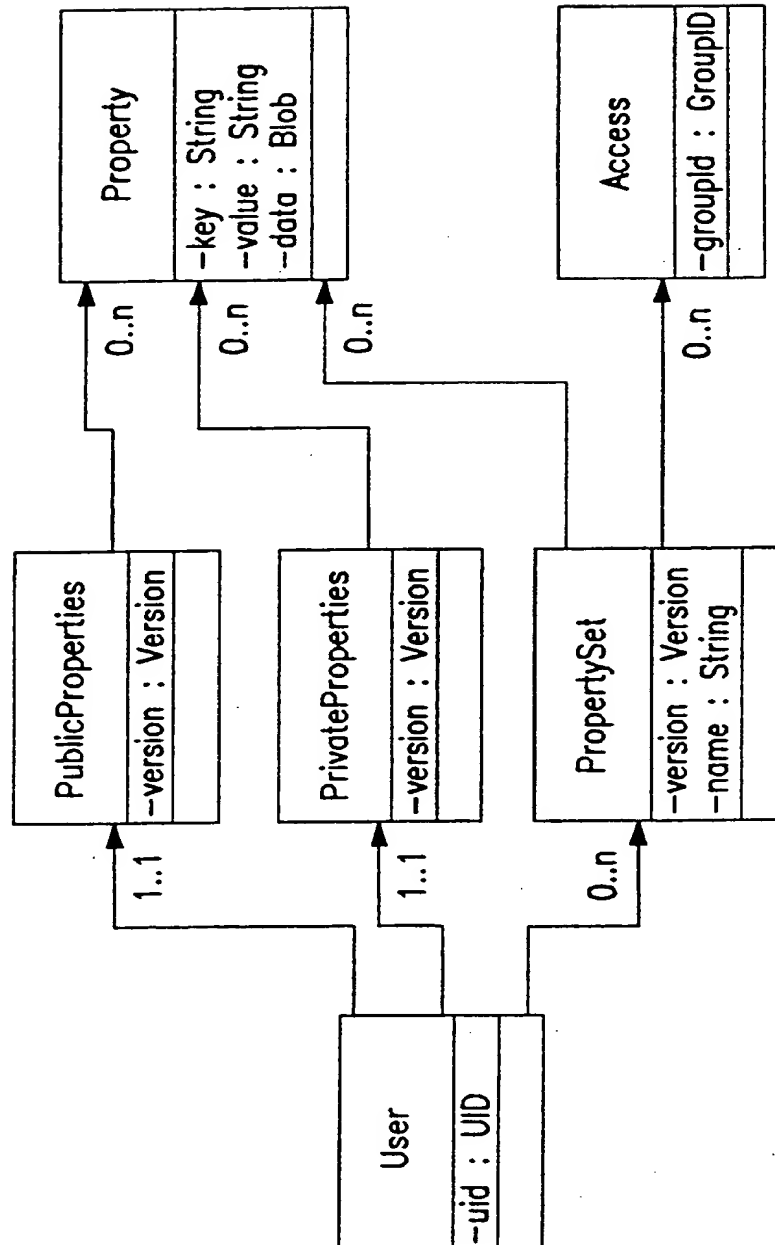 User
-uid : UID
1..1
1..1
0..n
PublicProperties
-version : Version
PrivateProperties
-version : Version
PropertySet
-version : Version
-name : String
0..n
0..n
0..n
0..n
Property
-key : String
-value : String
-data : Blob
Access
-groupId : GroupID